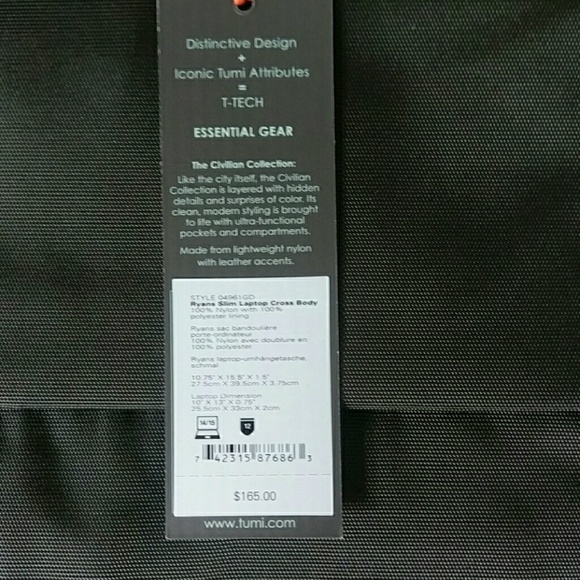 Distinctive Design
+
Iconic Tumi Attributes
=
T-TECH
ESSENTIAL GEAR
The Civilian Collection:
Like the city itself, the Civilian
Collection is layered with hidden
details and surprises of color. Its
clean, modern styling is brought
to life with ultra-functional
pockets and compartments.
Made from lightweight nylon
with leather accents.
STYLE 04961GD
Ryans Slim Laptop Cross Body
100% Nylon with 100%
polyester lining
Ryans sac bandoulière
porte-ordinateur
100% Nylon avec doublure en
100% polyester
Ryans laptop-umhängetasche,
schmal
10.75" X 15.5" X 1.5"
27.5cm X 39.5cm X 3.75cm
Laptop Dimension
10" X 13" X 0.75"
25.5cm X 33cm X 2cm
14/15 12
7 42315 87686 3
$165.00
www.tumi.com